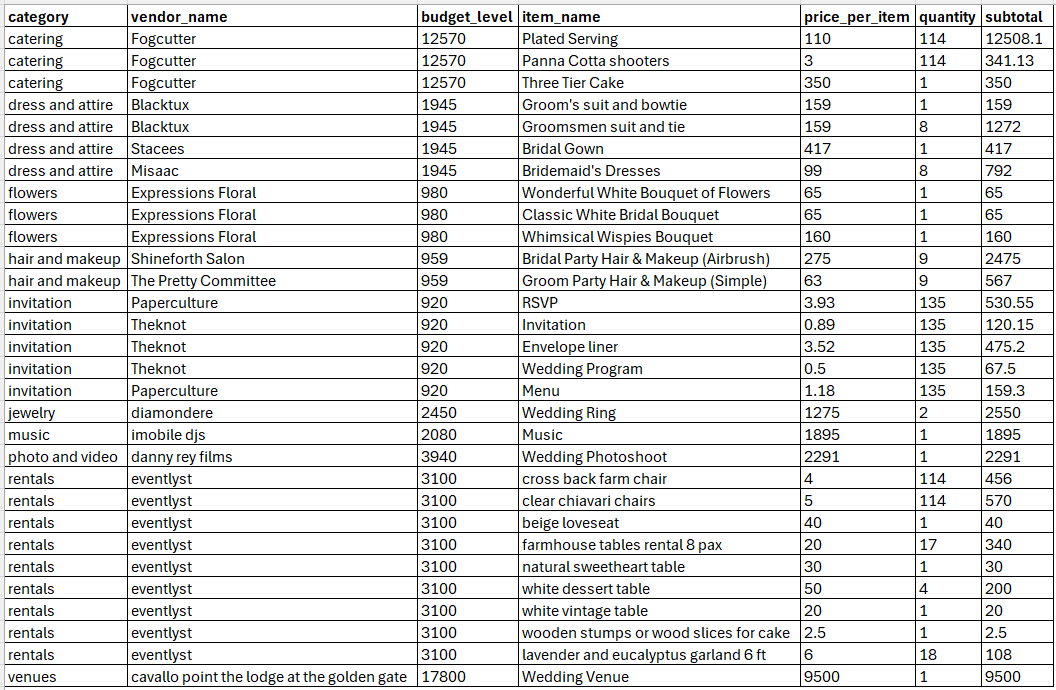 category vendor_name budget_level item_name price_per_item quantity subtotal
catering Fogcutter 12570 Plated Serving 110 114 12508.1
catering Fogcutter 12570 Panna Cotta shooters 3 114 341.13
catering Fogcutter 12570 Three Tier Cake 350 1 350
dress and attire Blacktux 1945 Groom's suit and bowtie 159 1 159
dress and attire Blacktux 1945 Groomsmen suit and tie 159 8 1272
dress and attire Stacees 1945 Bridal Gown 417 1 417
dress and attire Misaac 1945 Bridemaid's Dresses 99 8 792
flowers Expressions Floral 980 Wonderful White Bouquet of Flowers 65 1 65
flowers Expressions Floral 980 Classic White Bridal Bouquet 65 1 65
flowers Expressions Floral 980 Whimsical Wispies Bouquet 160 1 160
hair and makeup Shineforth Salon 959 Bridal Party Hair & Makeup (Airbrush) 275 9 2475
hair and makeup The Pretty Committee 959 Groom Party Hair & Makeup (Simple) 63 9 567
invitation Paperculture 920 RSVP 3.93 135 530.55
invitation Theknot 920 Invitation 0.89 135 120.15
invitation Theknot 920 Envelope liner 3.52 135 475.2
invitation Theknot 920 Wedding Program 0.5 135 67.5
invitation Paperculture 920 Menu 1.18 135 159.3
jewelry diamondere 2450 Wedding Ring 1275 2 2550
music imobile djs 2080 Music 1895 1 1895
photo and video danny rey films 3940 Wedding Photoshoot 2291 1 2291
rentals eventlyst 3100 cross back farm chair 4 114 456
rentals eventlyst 3100 clear chiavari chairs 5 114 570
rentals eventlyst 3100 beige loveseat 40 1 40
rentals eventlyst 3100 farmhouse tables rental 8 pax 20 17 340
rentals eventlyst 3100 natural sweetheart table 30 1 30
rentals eventlyst 3100 white dessert table 50 4 200
rentals eventlyst 3100 white vintage table 20 1 20
rentals eventlyst 3100 wooden stumps or wood slices for cake 2.5 1 2.5
rentals eventlyst 3100 lavender and eucalyptus garland 6 ft 6 18 108
venues cavallo point the lodge at the golden gate 17800 Wedding Venue 9500 1 9500